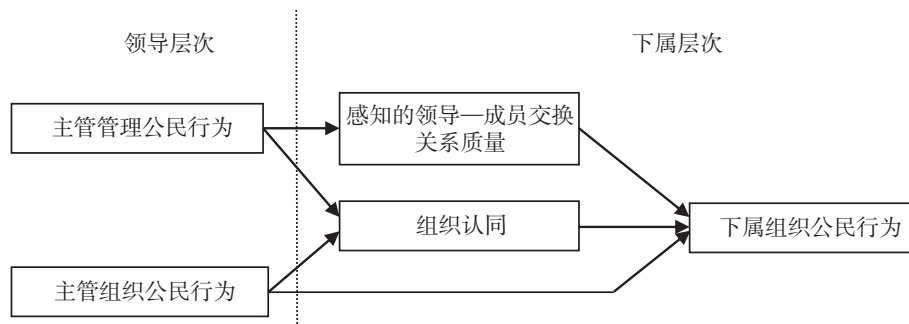 领导层次
下属层次
主管管理公民行为
感知的领导—成员交换
关系质量
组织认同
下属组织公民行为
主管组织公民行为